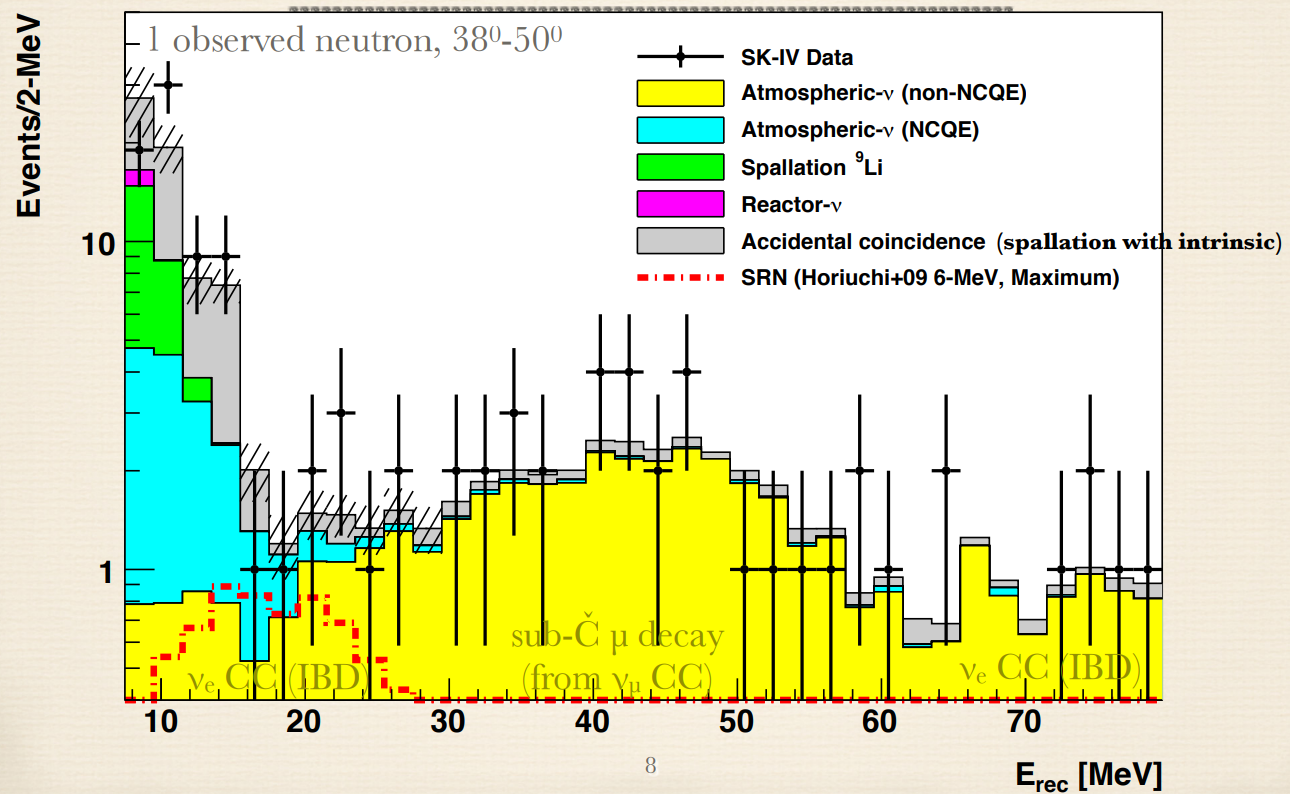 Events/2-MeV
1 observed neutron, 38⁰-50⁰
SK-IV Data
Atmospheric-ν (non-NCQE)
Atmospheric-ν (NCQE)
Spallation ⁹Li
Reactor-ν
Accidental coincidence (spallation with intrinsic)
SRN (Horiuchi+09 6-MeV, Maximum)
10
1
νₑ CC (IBD)
sub-Č μ decay
(from νμ CC)
νₑ CC (IBD)
10 20 30 40 50 60 70
8
Erec [MeV]